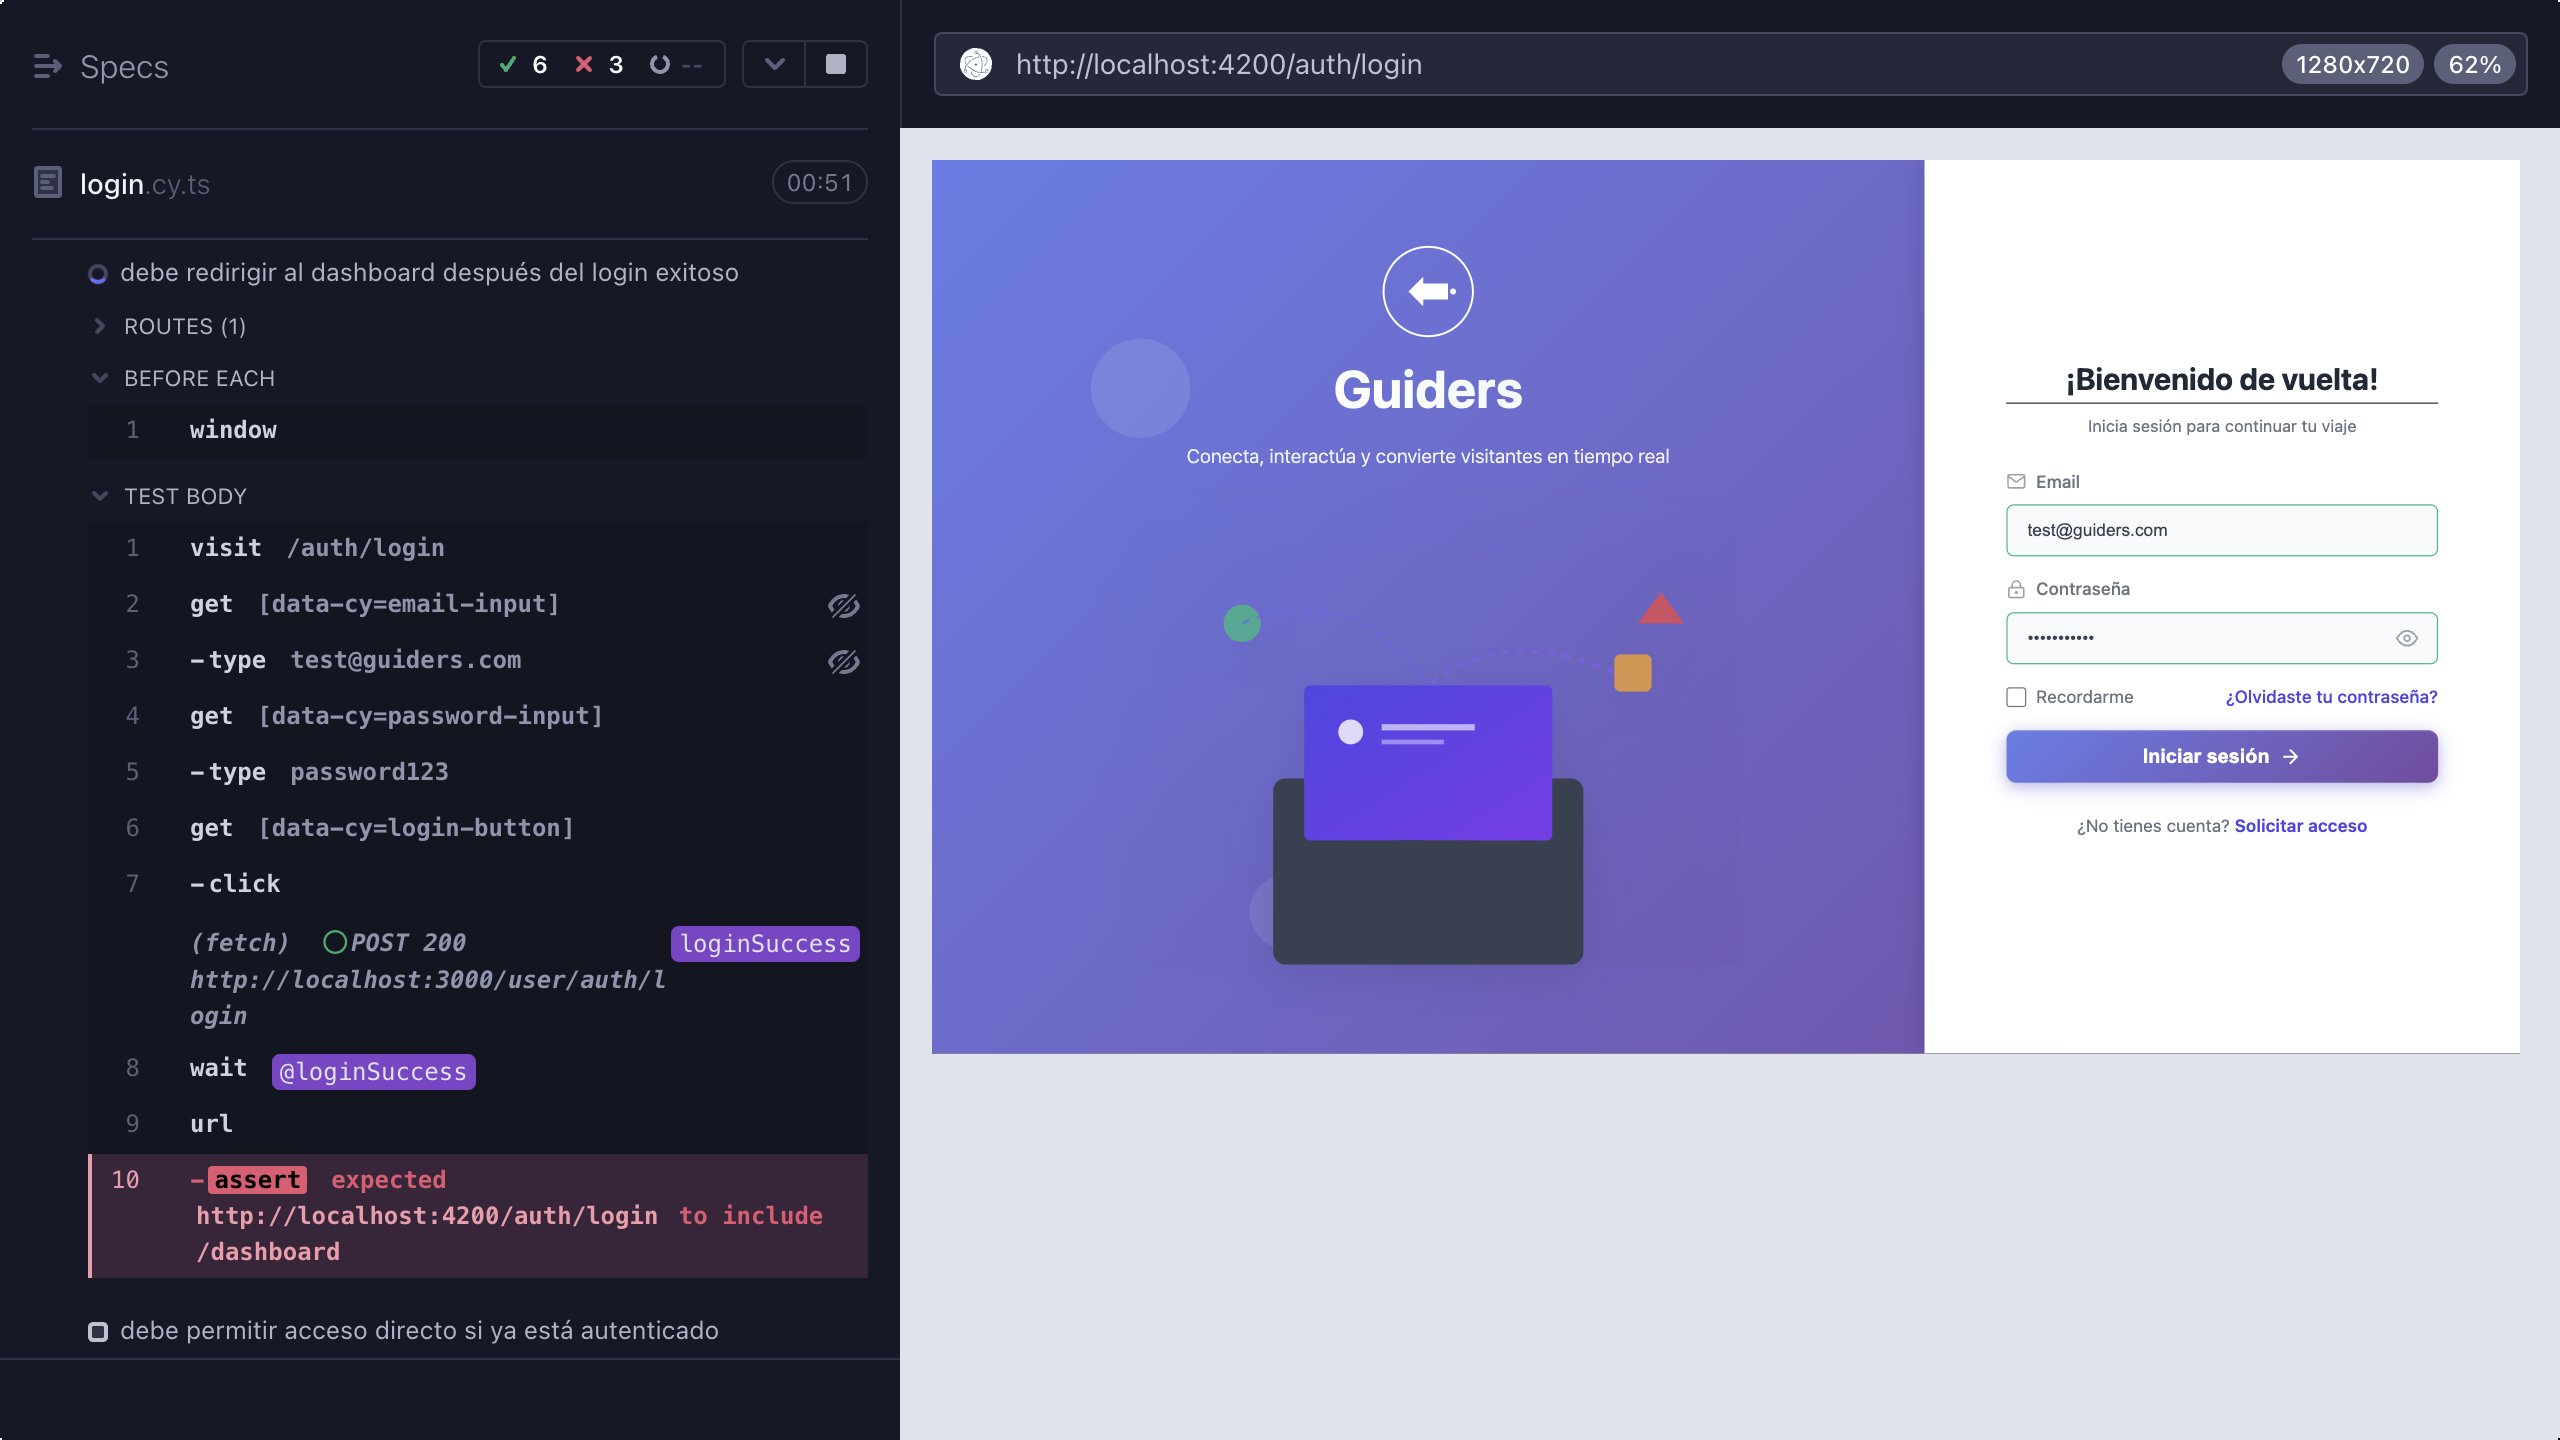 Specs
6 3 --
login.cy.ts
00:51
debe redirigir al dashboard después del login exitoso
ROUTES (1)
BEFORE EACH
1 window
TEST BODY
1 visit /auth/login
2 get [data-cy=email-input]
3 -type test@guiders.com
4 get [data-cy=password-input]
5 -type password123
6 get [data-cy=login-button]
7 -click
(fetch) POST 200 loginSuccess
http://localhost:3000/user/auth/l
ogin
8 wait @loginSuccess
9 url
10 -assert expected
http://localhost:4200/auth/login to include
/dashboard
debe permitir acceso directo si ya está autenticado
http://localhost:4200/auth/login
1280x720 62%
Guiders
Conecta, interactúa y convierte visitantes en tiempo real
¡Bienvenido de vuelta!
Inicia sesión para continuar tu viaje
Email
test@guiders.com
Contraseña
•••••••••••
Recordarme ¿Olvidaste tu contraseña?
Iniciar sesión →
¿No tienes cuenta? Solicitar acceso